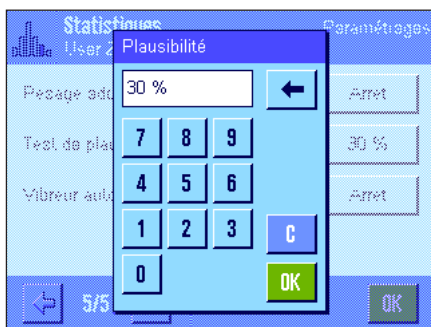 Statistiques
Paramétrages
User 2
Plausibilité
30 %
Pesage add
Arrêt
7 8 9
Test de plau
30 %
4 5 6
Vibreur auto
Arrêt
1 2 3 C
0 OK
5/5
OK